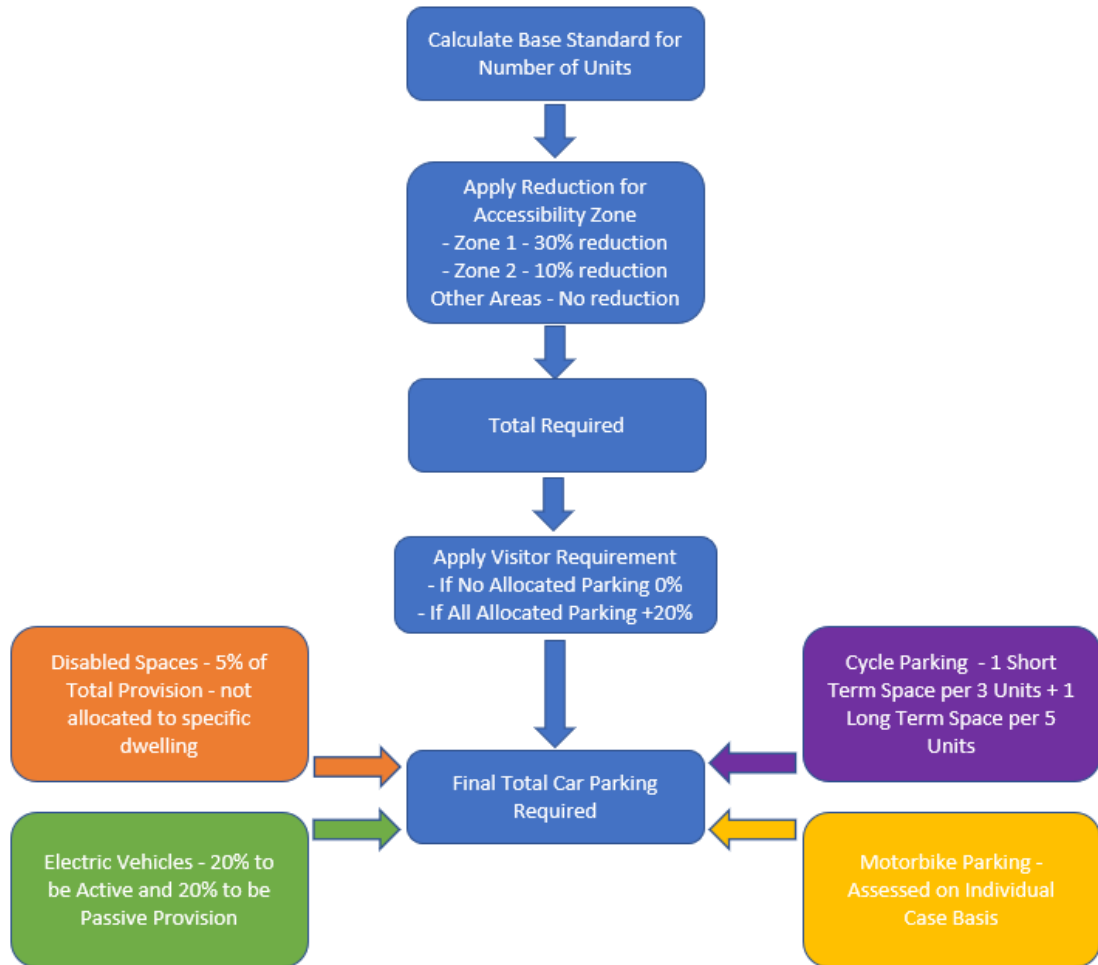 Calculate Base Standard for
Number of Units
Apply Reduction for
Accessibility Zone
- Zone 1 - 30% reduction
- Zone 2 - 10% reduction
Other Areas - No reduction
Total Required
Apply Visitor Requirement
- If No Allocated Parking 0%
- If All Allocated Parking +20%
Disabled Spaces - 5% of
Total Provision - not
allocated to specific
dwelling
Cycle Parking - 1 Short
Term Space per 3 Units + 1
Long Term Space per 5
Units
Final Total Car Parking
Required
Electric Vehicles - 20% to
be Active and 20% to be
Passive Provision
Motorbike Parking -
Assessed on Individual
Case Basis